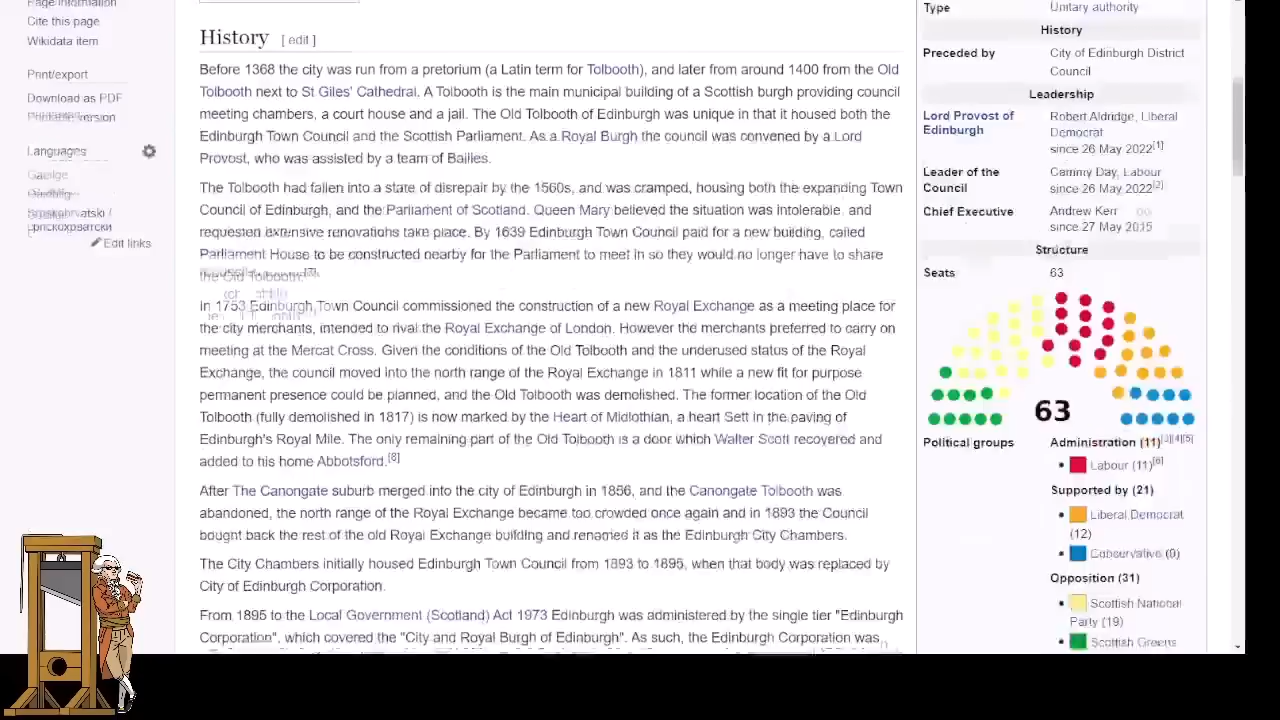 Page information
Cite this page
Wikidata item
Print/export
Download as PDF
version
Languages
Gaeilge
Edit links
History [ edit ]
Before 1368 the city was run from a pretorium (a Latin term for Tolbooth), and later from around 1400 from the Old
Tolbooth next to St Giles' Cathedral. A Tolbooth is the main municipal building of a Scottish burgh providing council
meeting chambers, a court house and a jail. The Old Tolbooth of Edinburgh was unique in that it housed both the
Edinburgh Town Council and the Scottish Parliament. As a Royal Burgh the council was convened by a Lord
Provost, who was assisted by a team of Bailies.
The Tolbooth had fallen into a state of disrepair by the 1560s, and was cramped, housing both the expanding Town
Council of Edinburgh, and the Parliament of Scotland. Queen Mary believed the situation was intolerable, and
requested extensive renovations take place. By 1639 Edinburgh Town Council paid for a new building, called
Parliament House to be constructed nearby for the Parliament to meet in so they would no longer have to share
the Old Tolbooth.[7]
In 1753 Edinburgh Town Council commissioned the construction of a new Royal Exchange as a meeting place for
the city merchants, intended to rival the Royal Exchange of London. However the merchants preferred to carry on
meeting at the Mercat Cross. Given the conditions of the Old Tolbooth and the underused status of the Royal
Exchange, the council moved into the north range of the Royal Exchange in 1811 while a new fit for purpose
permanent presence could be planned, and the Old Tolbooth was demolished. The former location of the Old
Tolbooth (fully demolished in 1817) is now marked by the Heart of Midlothian, a heart Sett in the paving of
Edinburgh's Royal Mile. The only remaining part of the Old Tolbooth is a door which Walter Scott recovered and
added to his home Abbotsford.[8]
After The Canongate suburb merged into the city of Edinburgh in 1856, and the Canongate Tolbooth was
abandoned, the north range of the Royal Exchange became too crowded once again and in 1893 the Council
bought back the rest of the old Royal Exchange building and renamed it as the Edinburgh City Chambers.
The City Chambers initially housed Edinburgh Town Council from 1893 to 1895, when that body was replaced by
City of Edinburgh Corporation.
From 1895 to the Local Government (Scotland) Act 1973 Edinburgh was administered by the single tier "Edinburgh
Corporation", which covered the "City and Royal Burgh of Edinburgh". As such, the Edinburgh Corporation was
Type Unitary authority
History
Preceded by City of Edinburgh District
Council
Leadership
Lord Provost of Edinburgh Robert Aldridge, Liberal
Democrat
since 26 May 2022[1]
Leader of the Council Cammy Day, Labour
since 26 May 2022[2]
Chief Executive Andrew Kerr
since 27 May 2015
Structure
Seats 63
63
Political groups Administration (11)[3][4][5]
Labour (11)[6]
Supported by (21)
Liberal Democrat
(12)
Conservative (9)
Opposition (31)
Scottish National
Party (19)
Scottish Greens